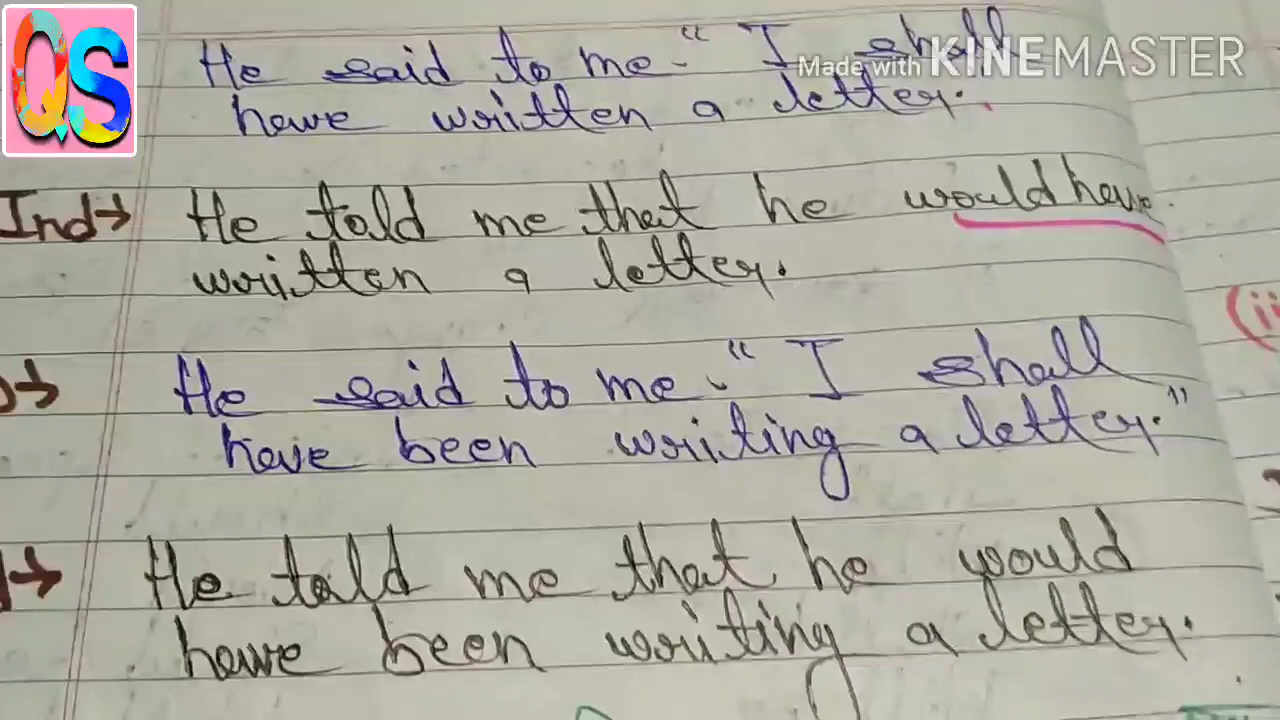 QS
He said to me. “ I shall
Made with KINEMASTER
have written a letter.
Ind→ He told me that he would have
written a letter.
He said to me. “ I shall
have been writing a letter.”
He told me that he would
have been writing a letter.